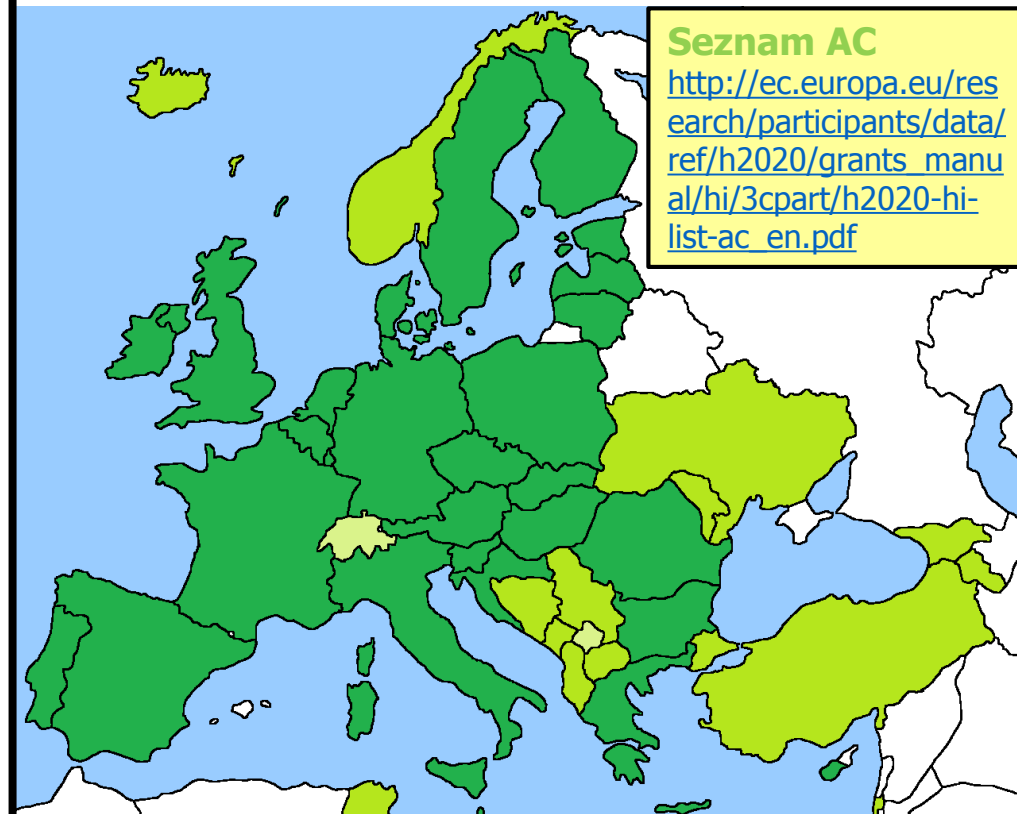 Seznam AC
http://ec.europa.eu/res
earch/participants/data/
ref/h2020/grants_manu
al/hi/3cpart/h2020-hi-
list-ac_en.pdf